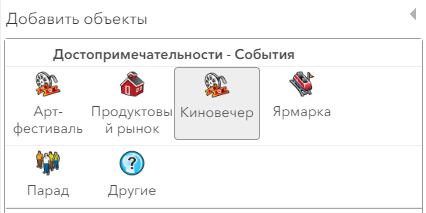 Добавить объекты
Достопримечательности - События
Арт-
фестиваль
Продуктовы
й рынок
Киновечер
Ярмарка
Парад
Другие